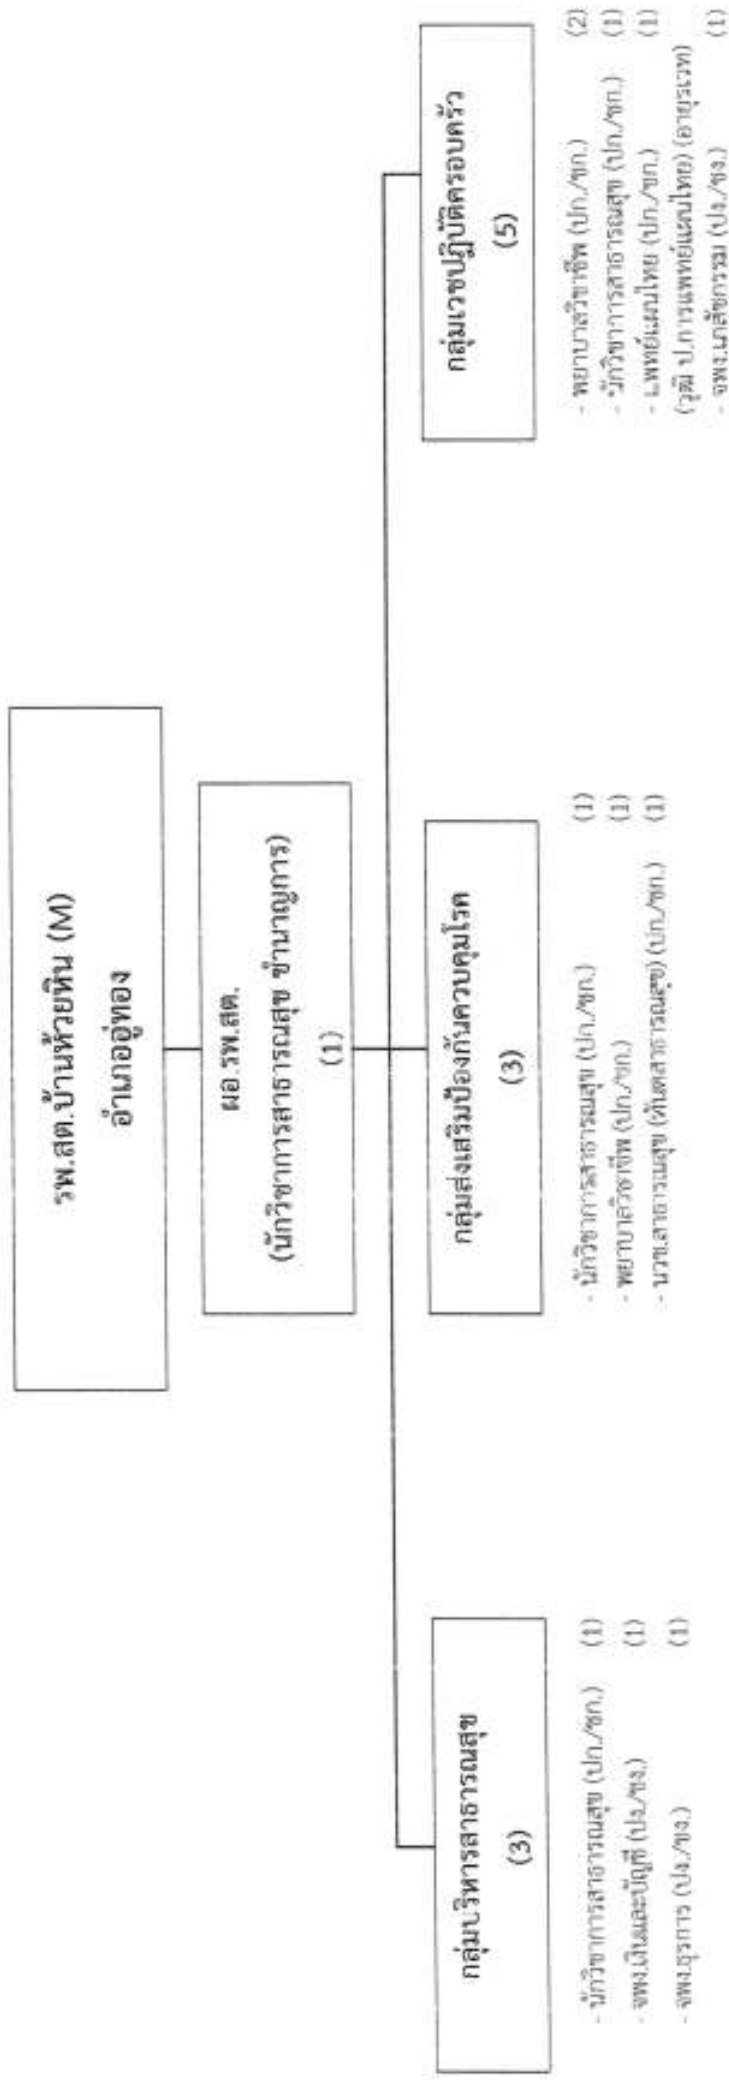 รพ.สต.บ้านห้วยหิน (M)
อำเภออู่ทอง
ผอ.รพ.สต.
(นักวิชาการสาธารณสุข ชำนาญการ)
(1)
กลุ่มบริหารสาธารณสุข
(3)
- นักวิชาการสาธารณสุข (ปก./ชก.) (1)
- จพง.เงินและบัญชี (ปง./ชง.) (1)
- จพง.ธุรการ (ปง./ชง.) (1)
กลุ่มส่งเสริมป้องกันควบคุมโรค
(3)
- นักวิชาการสาธารณสุข (ปก./ชก.) (1)
- พยาบาลวิชาชีพ (ปก./ชก.) (1)
- นวช.สาธารณสุข (ทันตสาธารณสุข) (ปก./ชก.) (1)
กลุ่มเวชปฏิบัติครอบครัว
(5)
- พยาบาลวิชาชีพ (ปก./ชก.) (2)
- นักวิชาการสาธารณสุข (ปก./ชก.) (1)
- แพทย์แผนไทย (ปก./ชก.) (1)
(วุฒิ ป.การแพทย์แผนไทย) (อายุรเวท)
- จพง.เภสัชกรรม (ปง./ชง.) (1)